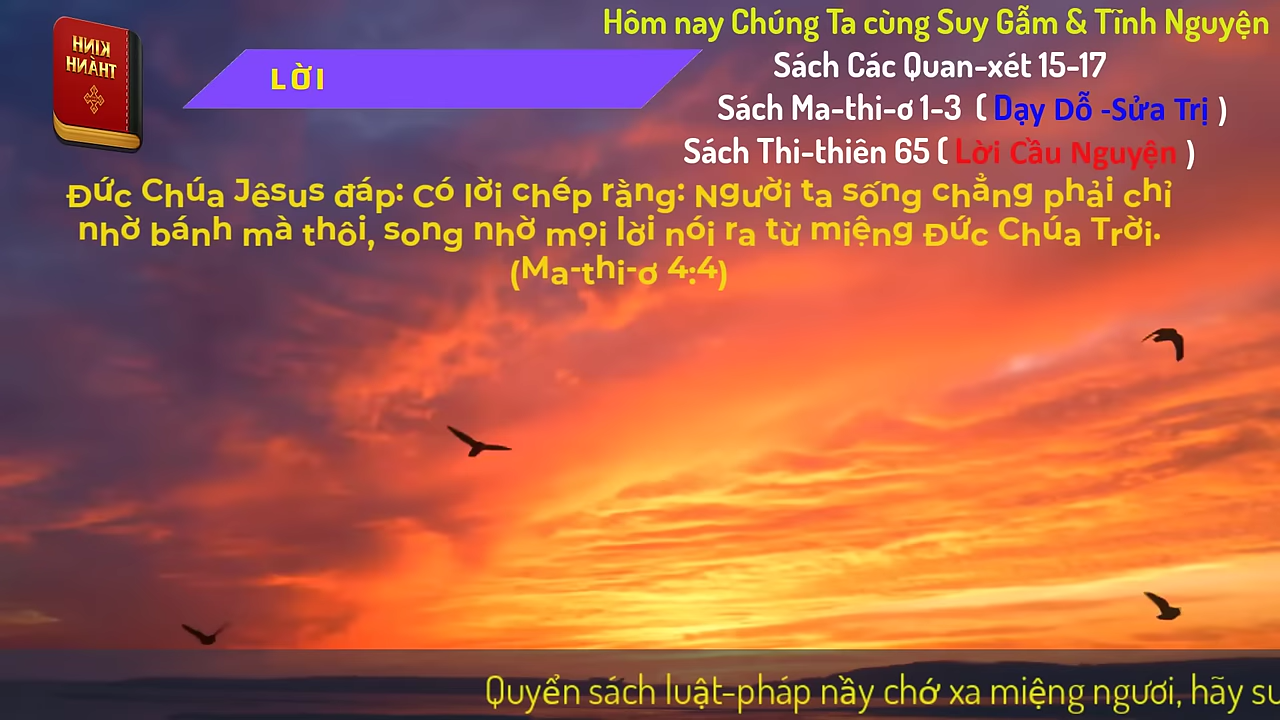 KINH
THÁNH
LỜI
Hôm nay Chúng Ta cùng Suy Gẫm & Tĩnh Nguyện
Sách Các Quan-xét 15-17
Sách Ma-thi-ơ 1-3 ( Dạy Dỗ -Sửa Trị )
Sách Thi-thiên 65 ( Lời Cầu Nguyện )
Đức Chúa Jêsus đáp: Có lời chép rằng: Người ta sống chẳng phải chỉ
nhờ bánh mà thôi, song nhờ mọi lời nói ra từ miệng Đức Chúa Trời.
(Ma-thi-ơ 4:4)
Quyển sách luật-pháp nầy chớ xa miệng ngươi, hãy su